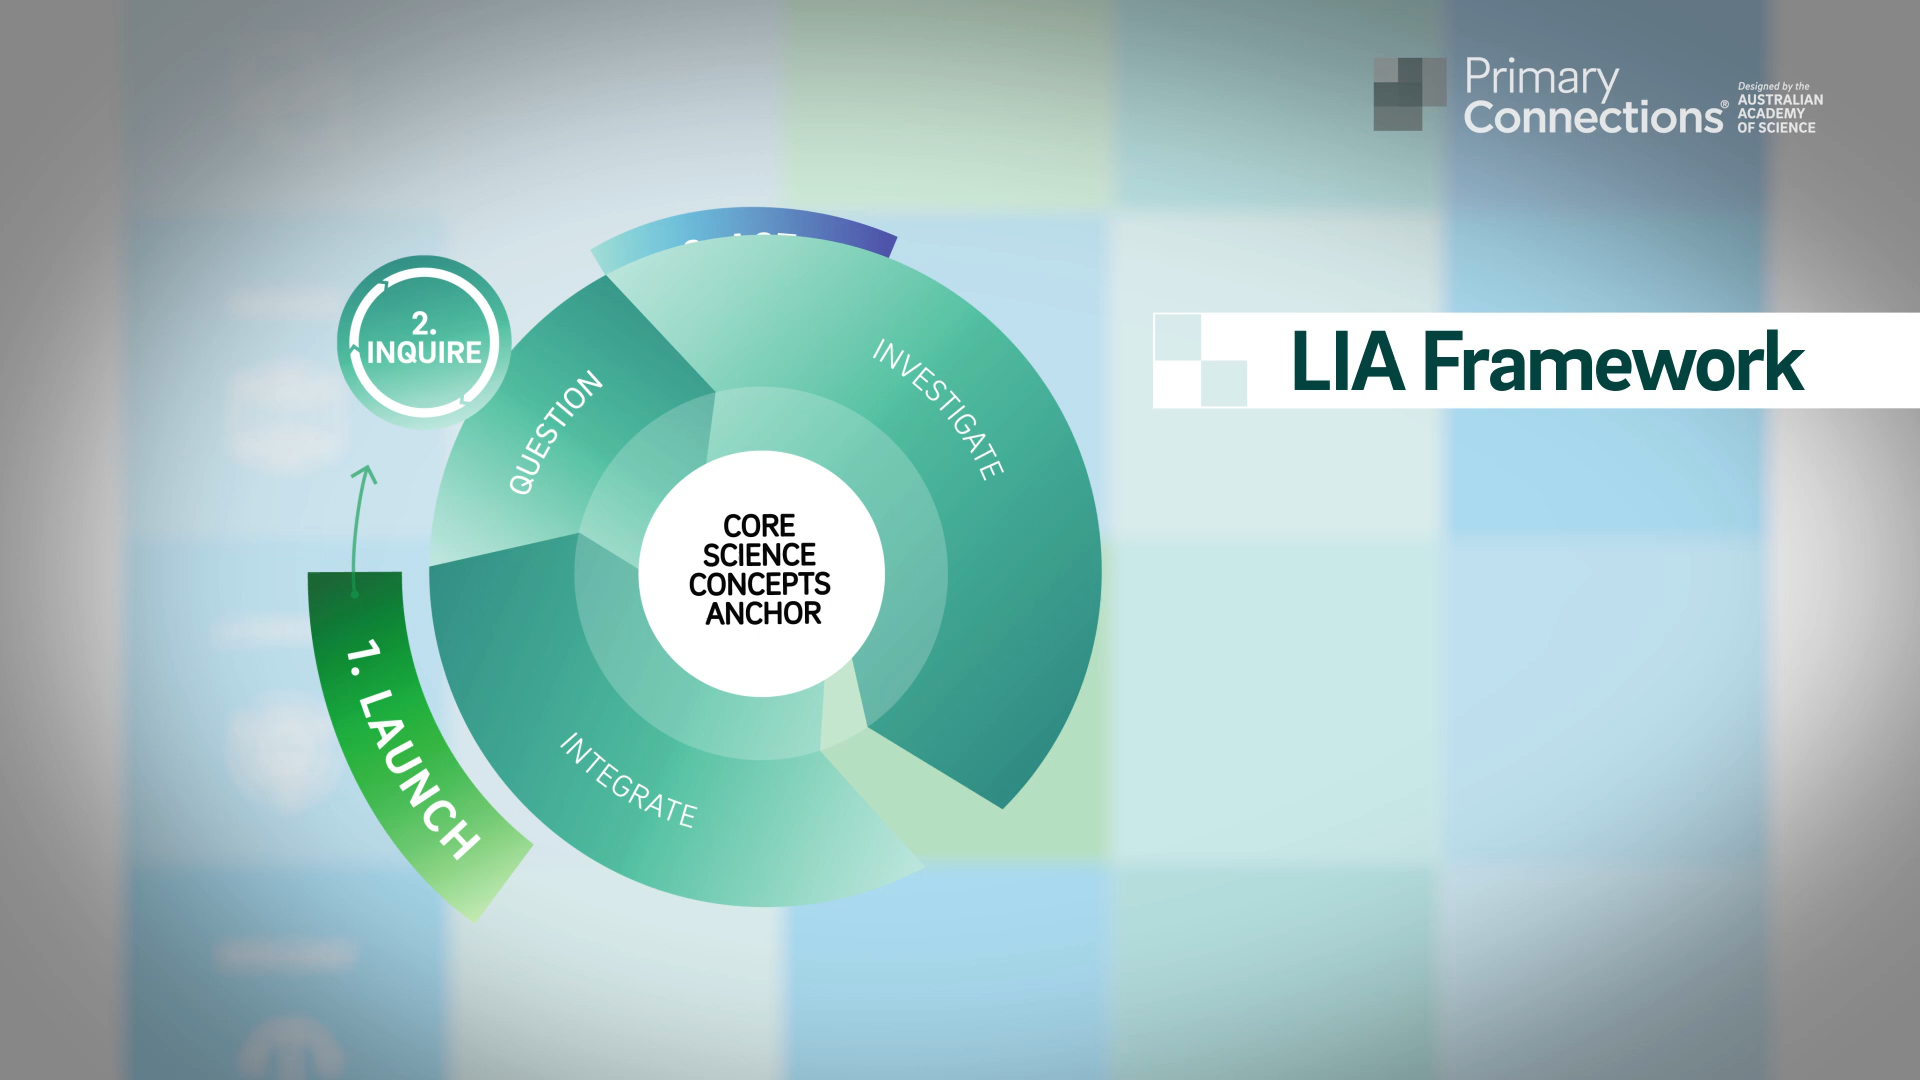 Primary
Connections®
Designed by the
AUSTRALIAN
ACADEMY
OF SCIENCE
LIA Framework
2.
INQUIRE
QUESTION
INVESTIGATE
CORE
SCIENCE
CONCEPTS
ANCHOR
1. LAUNCH
INTEGRATE